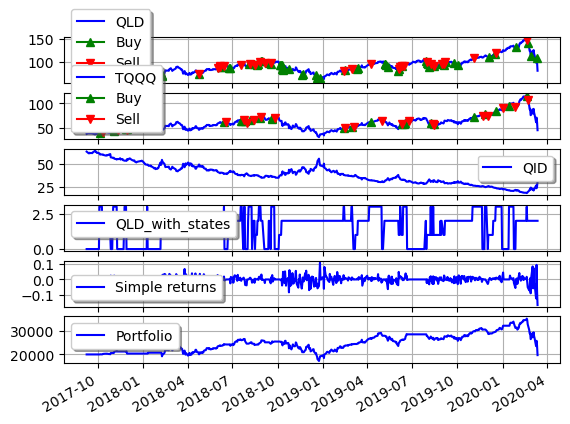 QLD
Buy
Sell
150
100
TQQQ
Buy
Sell
100
50
50
25
QID
2.5
0.0
QLD_with_states
0.1
0.0
−0.1
Simple returns
30000
20000
Portfolio
2017-10
2018-01
2018-04
2018-07
2018-10
2019-01
2019-04
2019-07
2019-10
2020-01
2020-04